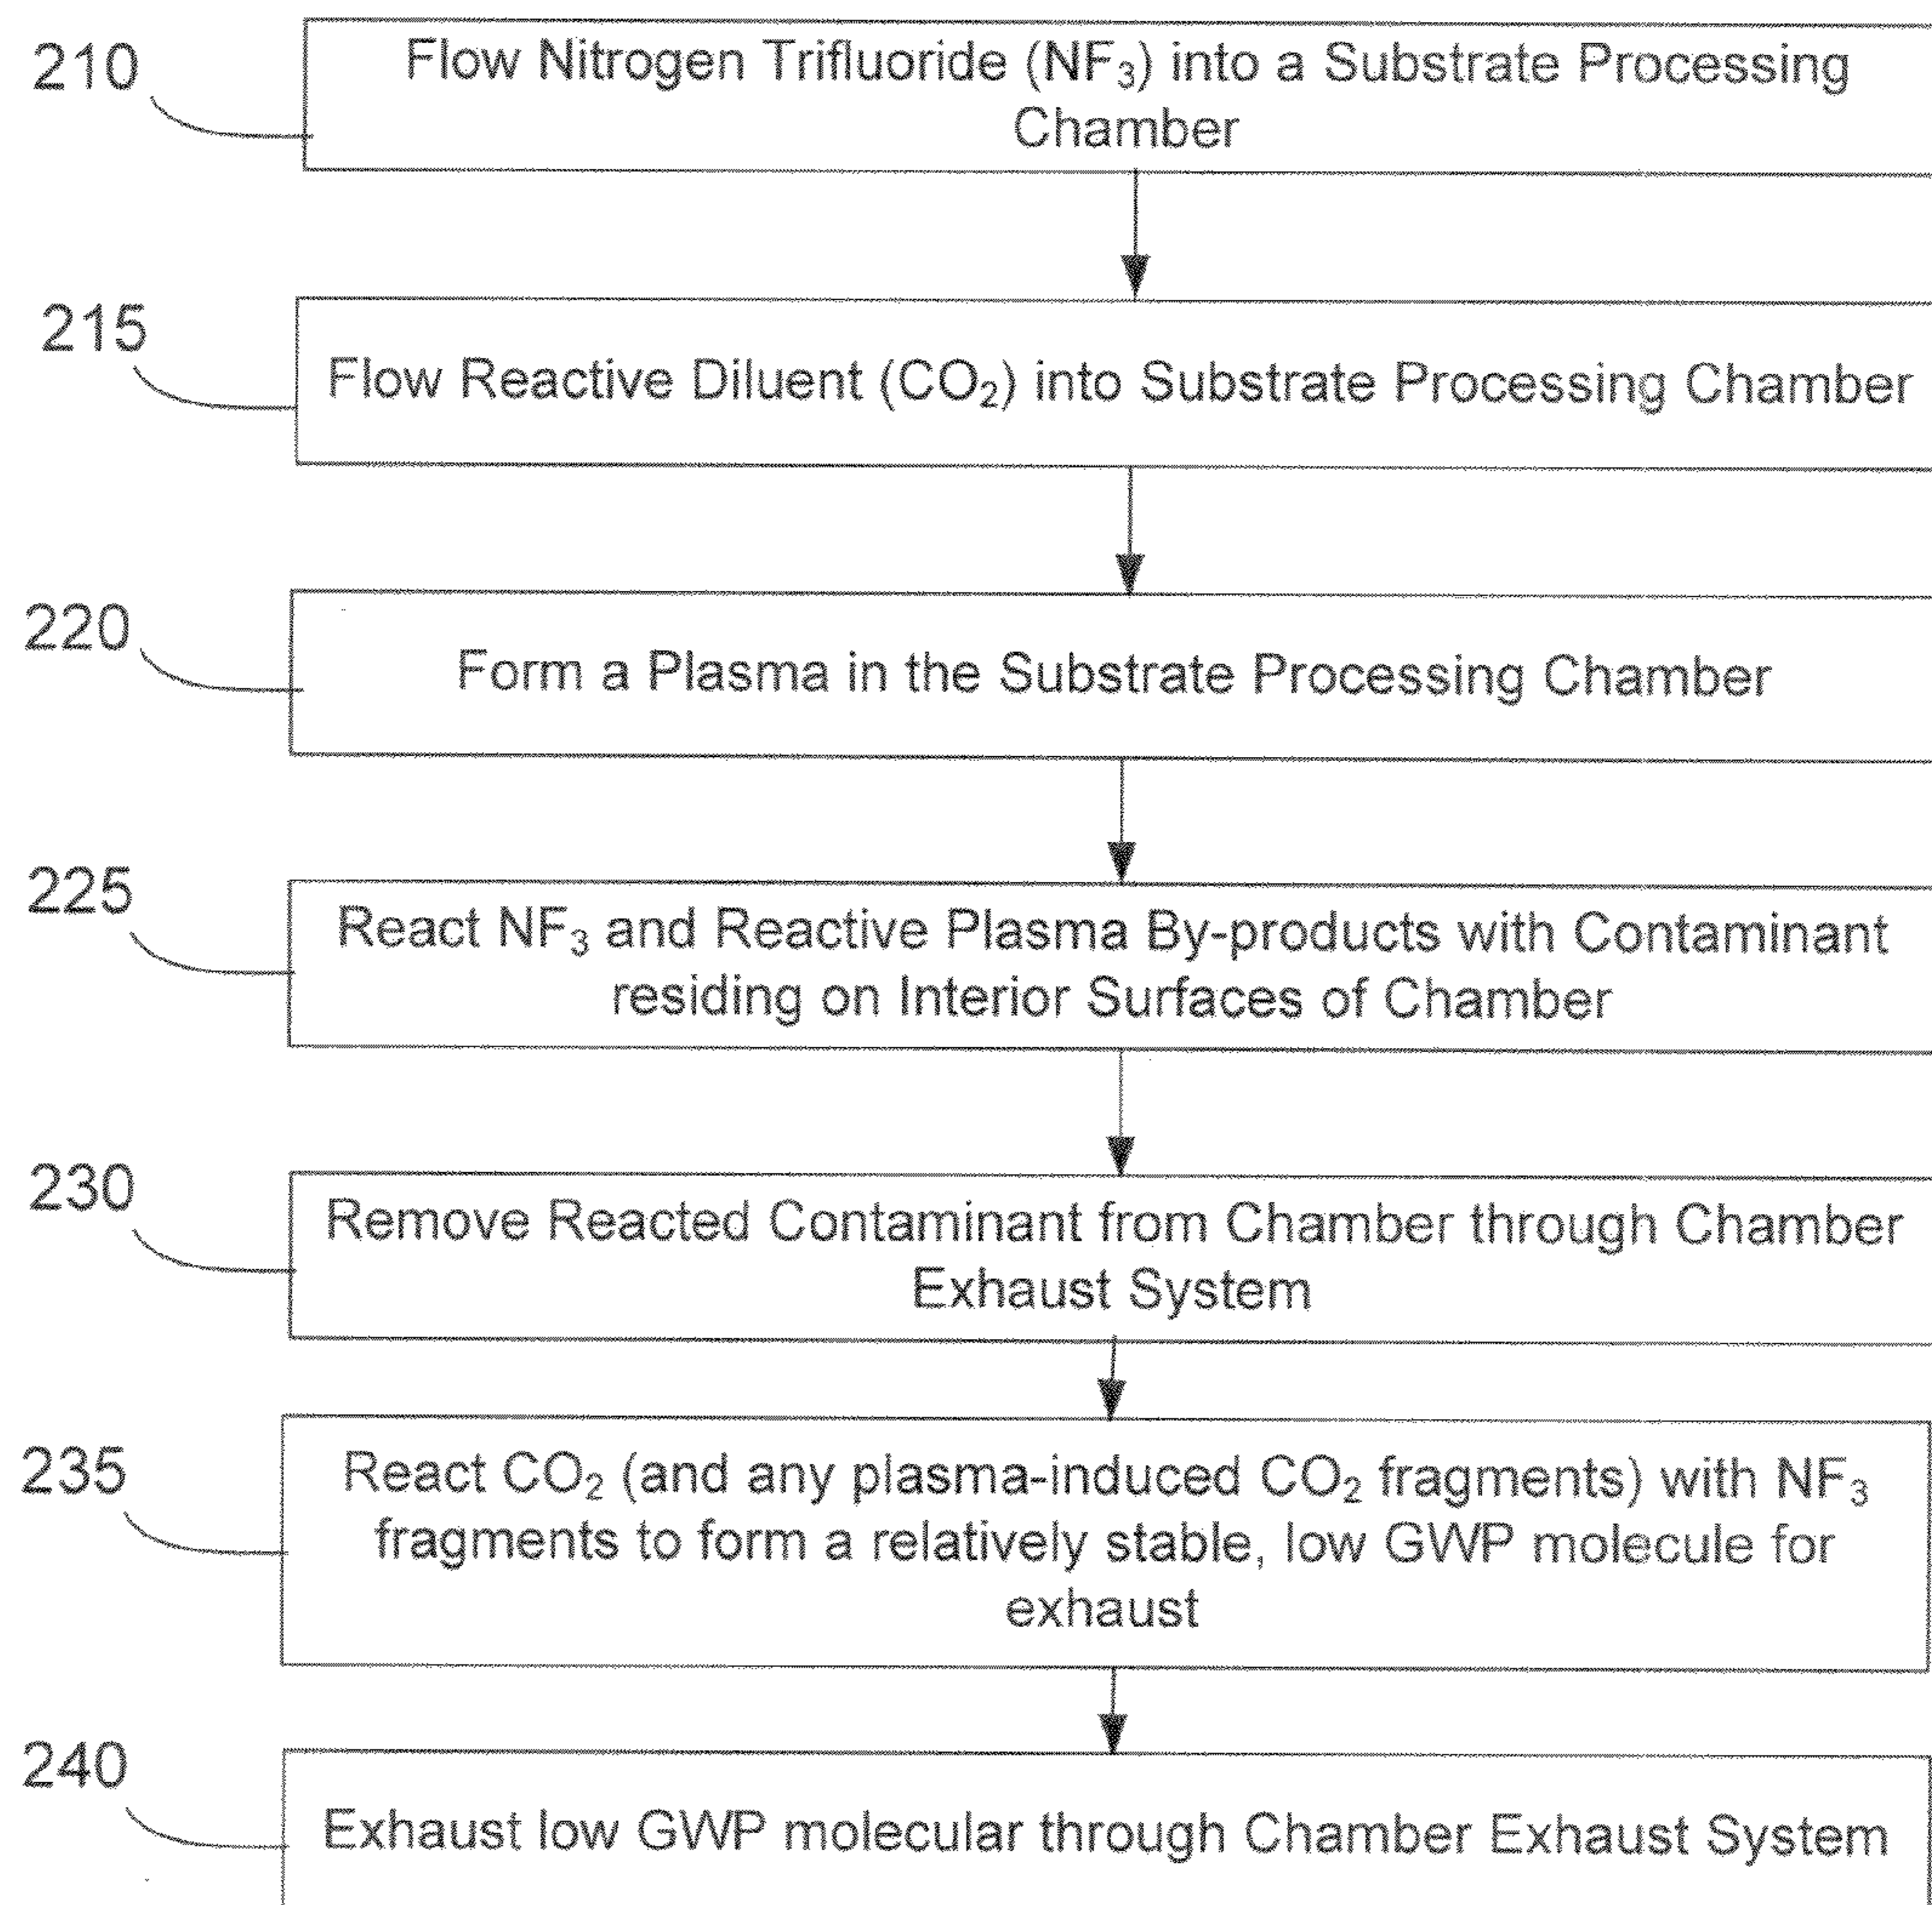 210
Flow Nitrogen Trifluoride (NF₃) into a Substrate Processing
Chamber
215
Flow Reactive Diluent (CO₂) into Substrate Processing Chamber
220
Form a Plasma in the Substrate Processing Chamber
225
React NF₃ and Reactive Plasma By-products with Contaminant
residing on Interior Surfaces of Chamber
230
Remove Reacted Contaminant from Chamber through Chamber
Exhaust System
235
React CO₂ (and any plasma-induced CO₂ fragments) with NF₃
fragments to form a relatively stable, low GWP molecule for
exhaust
240
Exhaust low GWP molecular through Chamber Exhaust System